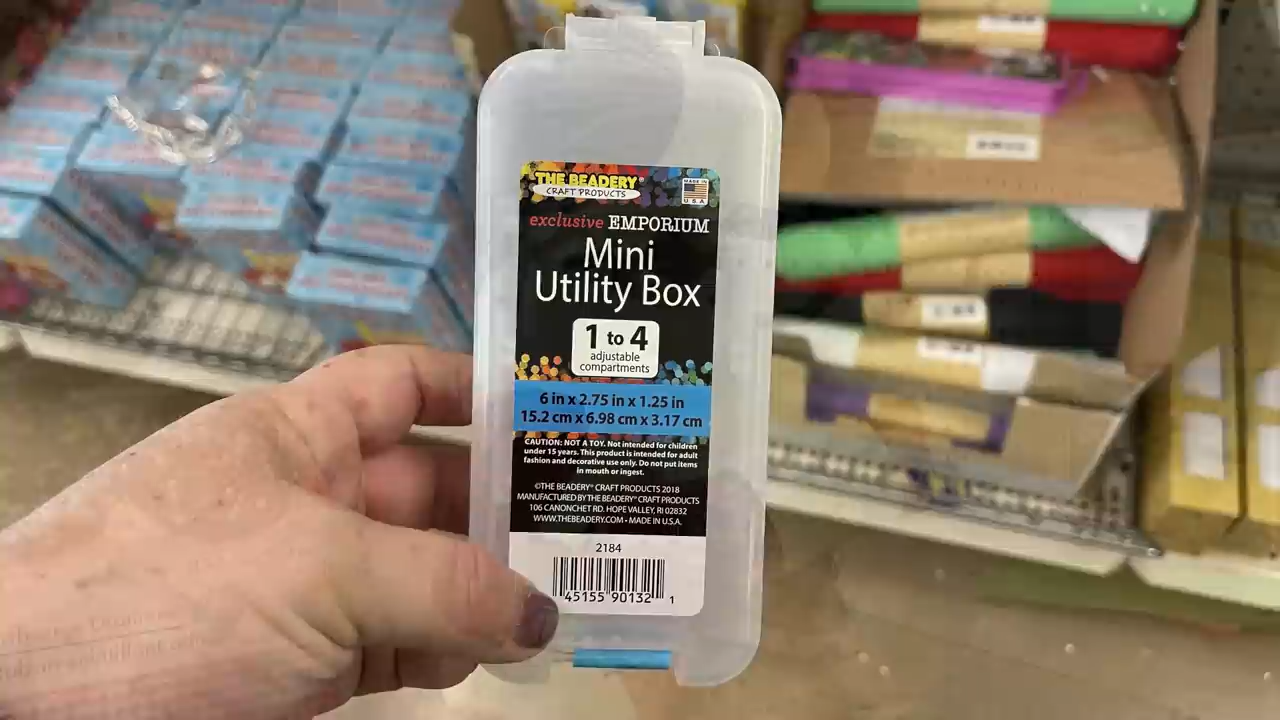 THE BEADERY®
CRAFT PRODUCTS
MADE IN
U S A
exclusive EMPORIUM
Mini
Utility Box
1 to 4
adjustable
compartments
6 in x 2.75 in x 1.25 in
15.2 cm x 6.98 cm x 3.17 cm
CAUTION: NOT A TOY. Not intended for children
under 15 years. This product is intended for adult
fashion and decorative use only. Do not put items
in mouth or ingest.
©THE BEADERY® CRAFT PRODUCTS 2018
MANUFACTURED BY THE BEADERY® CRAFT PRODUCTS
106 CANONCHET RD. HOPE VALLEY, RI 02832
WWW.THEBEADERY.COM • MADE IN U.S.A.
2184
45155 90132 1